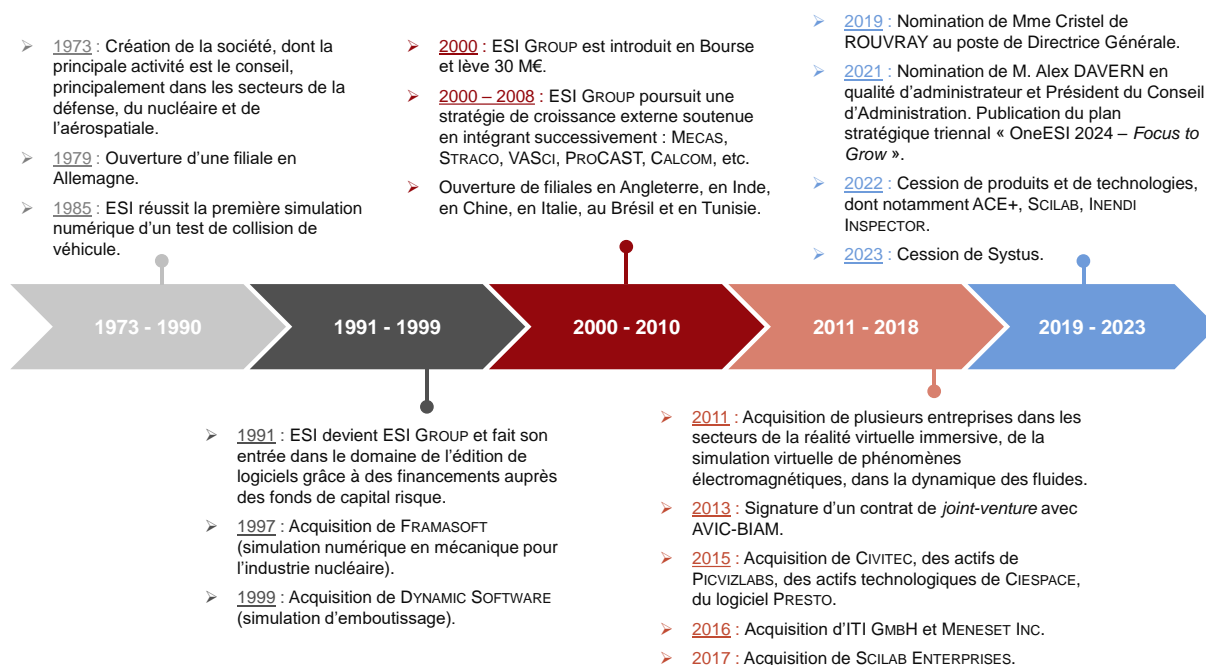 ➢ 1973 : Création de la société, dont la
principale activité est le conseil,
principalement dans les secteurs de la
défense, du nucléaire et de
l’aérospatiale.
➢ 1979 : Ouverture d’une filiale en
Allemagne.
➢ 1985 : ESI réussit la première simulation
numérique d’un test de collision de
véhicule.
➢ 2000 : ESI GROUP est introduit en Bourse
et lève 30 M€.
➢ 2000 – 2008 : ESI GROUP poursuit une
stratégie de croissance externe soutenue
en intégrant successivement : MECAS,
STRACO, VASCI, PROCAST, CALCOM, etc.
➢ Ouverture de filiales en Angleterre, en Inde,
en Chine, en Italie, au Brésil et en Tunisie.
➢ 2019 : Nomination de Mme Cristel de
ROUVRAY au poste de Directrice Générale.
➢ 2021 : Nomination de M. Alex DAVERN en
qualité d’administrateur et Président du Conseil
d’Administration. Publication du plan
stratégique triennal « OneESI 2024 – Focus to
Grow ».
➢ 2022 : Cession de produits et de technologies,
dont notamment ACE+, SCILAB, INENDI
INSPECTOR.
➢ 2023 : Cession de Systus.
1973 - 1990
1991 - 1999
2000 - 2010
2011 - 2018
2019 - 2023
➢ 1991 : ESI devient ESI GROUP et fait son
entrée dans le domaine de l’édition de
logiciels grâce à des financements auprès
des fonds de capital risque.
➢ 1997 : Acquisition de FRAMASOFT
(simulation numérique en mécanique pour
l’industrie nucléaire).
➢ 1999 : Acquisition de DYNAMIC SOFTWARE
(simulation d’emboutissage).
➢ 2011 : Acquisition de plusieurs entreprises dans les
secteurs de la réalité virtuelle immersive, de la
simulation virtuelle de phénomènes
électromagnétiques, dans la dynamique des fluides.
➢ 2013 : Signature d’un contrat de joint-venture avec
AVIC-BIAM.
➢ 2015 : Acquisition de CIVITEC, des actifs de
PICVIZLABS, des actifs technologiques de CIESPACE,
du logiciel PRESTO.
➢ 2016 : Acquisition d’ITI GMBH et MENESET INC.
➢ 2017 : Acquisition de SCILAB ENTERPRISES.